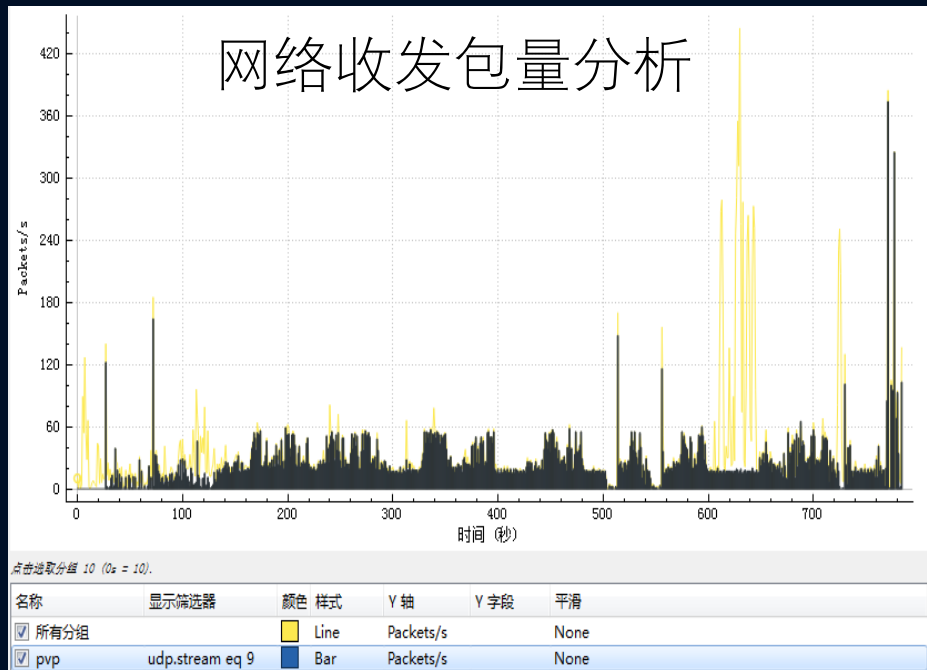 网络收发包量分析
420
360
300
240
180
120
60
0
Packets/s
0 100 200 300 400 500 600 700
时间 (秒)
点击选取分组 10 (0s = 10).
名称 显示筛选器 颜色 样式 Y 轴 Y 字段 平滑
所有分组 Line Packets/s None
pvp udp.stream eq 9 Bar Packets/s None